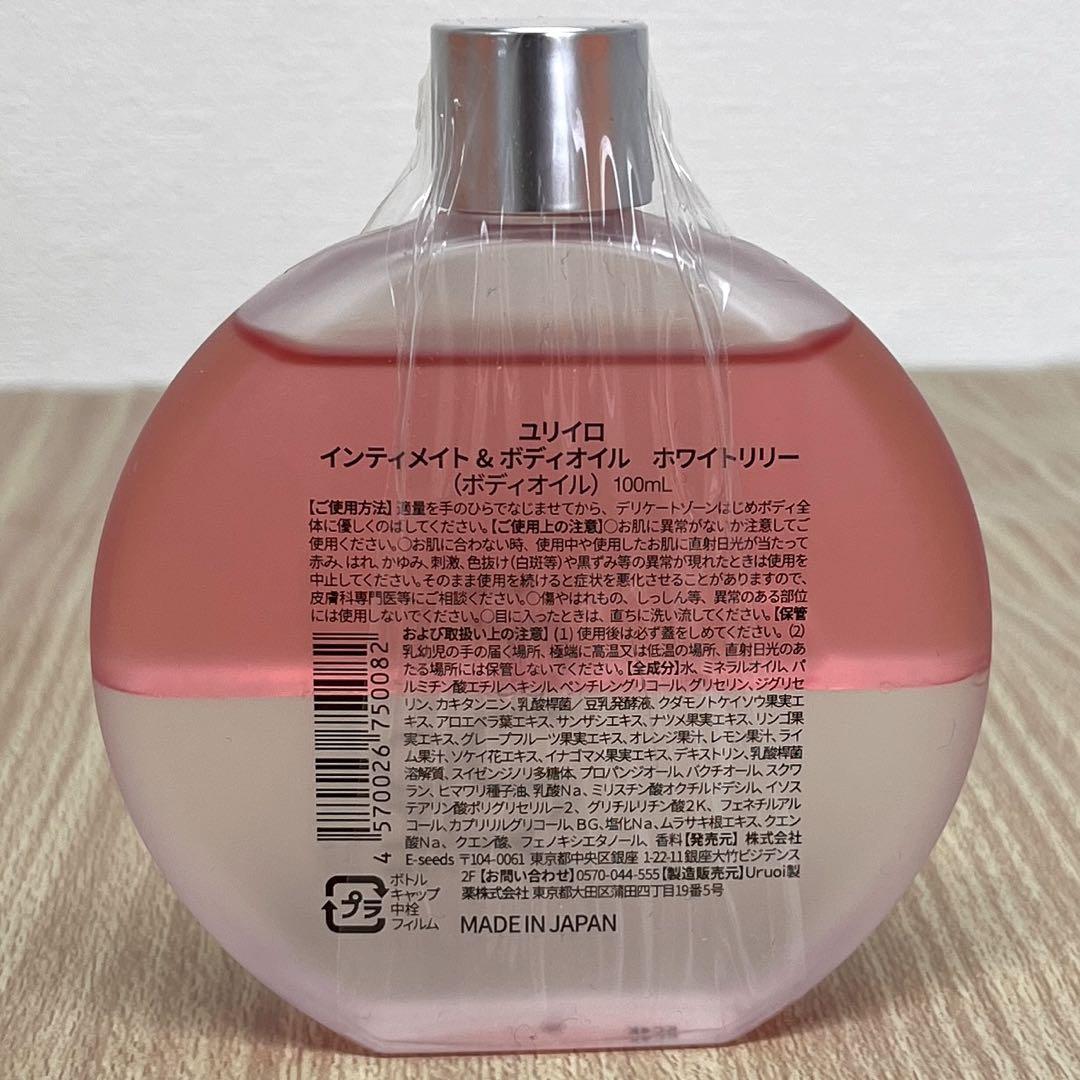 ユリイロ
インティメイト & ボディオイル　ホワイトリリー
（ボディオイル） 100mL
【ご使用方法】適量を手のひらでなじませてから、デリケートゾーンはじめボディ全
体に優しくのばしてください。【ご使用上の注意】○お肌に異常がないか注意してご
使用ください。○お肌に合わない時、使用中や使用したお肌に直射日光が当たって
赤み、はれ、かゆみ、刺激、色抜け（白斑等）や黒ずみ等の異常が現れたときは使用を
中止してください。そのまま使用を続けると症状を悪化させることがありますので、
皮膚科専門医等にご相談ください。○傷やはれもの、しっしん等、異常のある部位
には使用しないでください。○目に入ったときは、直ちに洗い流してください。【保管
および取扱い上の注意】（1）使用後は必ず蓋をしめてください。（2）
乳幼児の手の届く場所、極端に高温又は低温の場所、直射日光のあ
たる場所には保管しないでください。【全成分】水、ミネラルオイル、パ
ルミチン酸エチルヘキシル、ペンチレングリコール、グリセリン、ジグリセ
リン、カキタンニン、乳酸桿菌／豆乳発酵液、クダモノトケイソウ果実エ
キス、アロエベラ葉エキス、サンザシエキス、ナツメ果実エキス、リンゴ果
実エキス、グレープフルーツ果実エキス、オレンジ果汁、レモン果汁、ライ
ム果汁、ソケイ花エキス、イナゴマメ果実エキス、デキストリン、乳酸桿菌
溶解質、スイゼンジノリ多糖体、プロパンジオール、バクチオール、スクワ
ラン、ヒマワリ種子油、乳酸Na、ミリスチン酸オクチルドデシル、イソス
テアリン酸ポリグリセリル－2、グリチルリチン酸2K、フェネチルアル
コール、カプリリルグリコール、BG、塩化Na、ムラサキ根エキス、クエン
酸Na、クエン酸、フェノキシエタノール、香料【発売元】株式会社
E-seeds 〒104-0061 東京都中央区銀座 1-22-11銀座大竹ビジデンス
2F【お問い合わせ】0570-044-555【製造販売元】Uruoi製
薬株式会社 東京都大田区蒲田四丁目19番5号
4 570026 750082
プラ
ボトル
キャップ
中栓
フィルム
MADE IN JAPAN